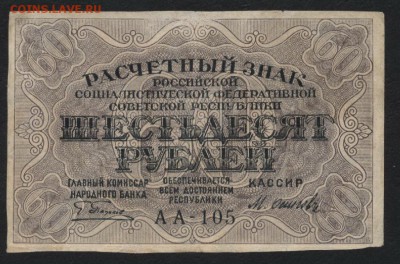 COINS.LAVE.RU
60 60
РАСЧЕТНЫЙ ЗНАК
РОССИЙСКОЙ
СОЦИАЛИСТИЧЕСКОЙ ФЕДЕРАТИВНОЙ
СОВЕТСКОЙ РЕСПУБЛИКИ
ШЕСТЬДЕСЯТ
РУБЛЕЙ
ГЛАВНЫЙ КОМИССАР
НАРОДНОГО БАНКА
ОБЕСПЕЧИВАЕТСЯ
ВСЕМ ДОСТОЯНИЕМ
РЕСПУБЛИКИ
КАССИР
АА-105
60 60